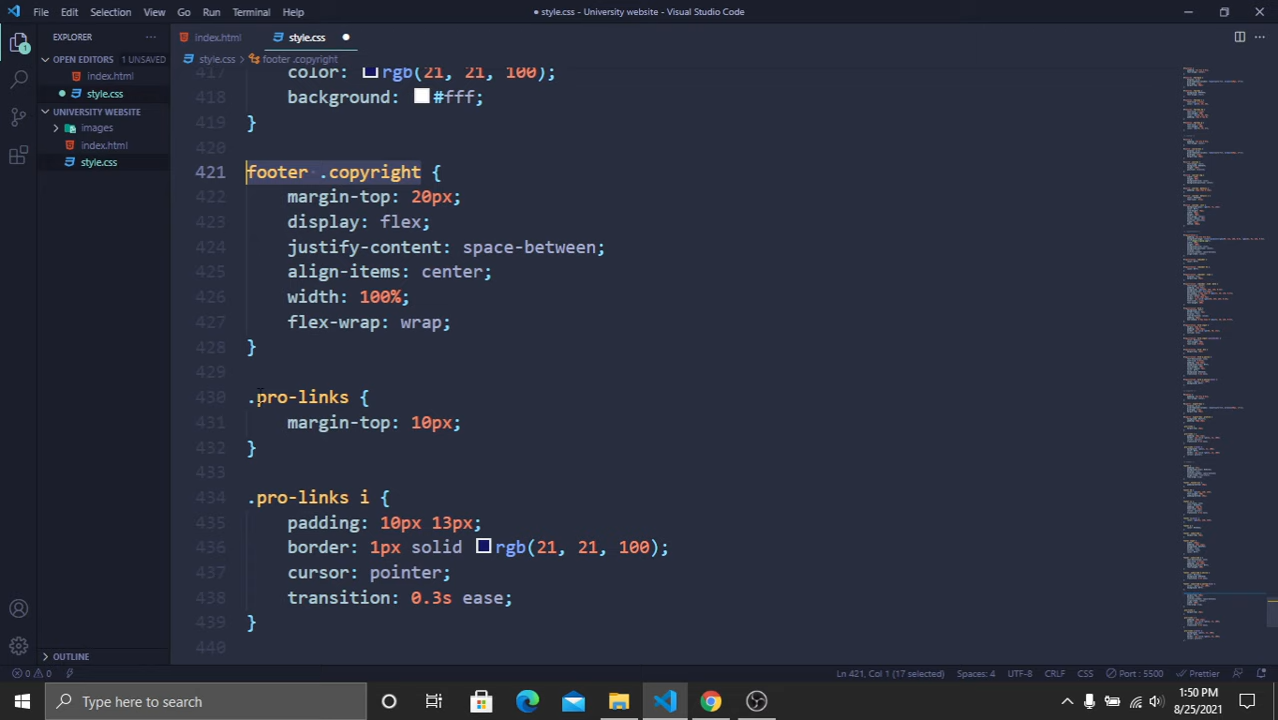 File Edit Selection View Go Run Terminal Help
● style.css - University website - Visual Studio Code
EXPLORER
index.html
style.css
OPEN EDITORS 1 UNSAVED
index.html
style.css
UNIVERSITY WEBSITE
images
index.html
style.css
OUTLINE
style.css > footer .copyright
417 color: rgb(21, 21, 100);
418 background: #fff;
419 }
420
421 footer .copyright {
422 margin-top: 20px;
423 display: flex;
424 justify-content: space-between;
425 align-items: center;
426 width: 100%;
427 flex-wrap: wrap;
428 }
429
430 .pro-links {
431 margin-top: 10px;
432 }
433
434 .pro-links i {
435 padding: 10px 13px;
436 border: 1px solid rgb(21, 21, 100);
437 cursor: pointer;
438 transition: 0.3s ease;
439 }
440
0 0
Ln 421, Col 1 (17 selected) Spaces: 4 UTF-8 CRLF CSS Port : 5500 Prettier
Type here to search
1:50 PM
8/25/2021